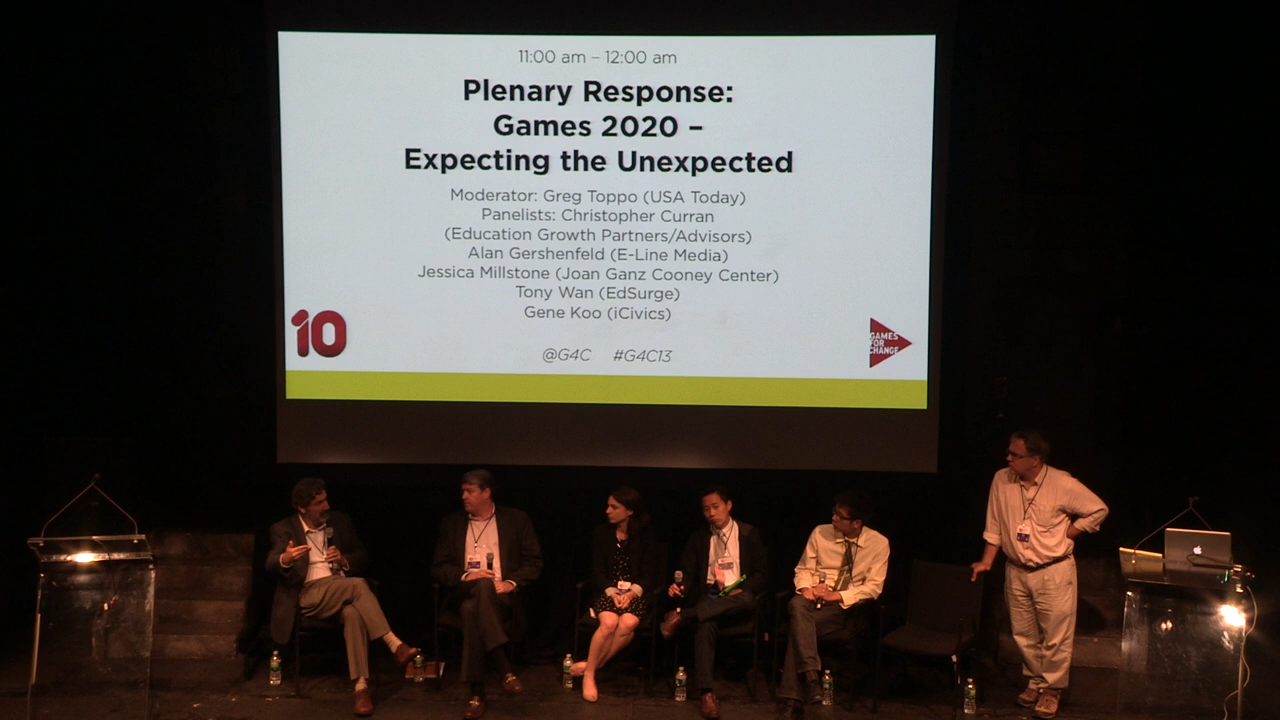 11:00 am – 12:00 am
Plenary Response:
Games 2020 –
Expecting the Unexpected
Moderator: Greg Toppo (USA Today)
Panelists: Christopher Curran
(Education Growth Partners/Advisors)
Alan Gershenfeld (E-Line Media)
Jessica Millstone (Joan Ganz Cooney Center)
Tony Wan (EdSurge)
Gene Koo (iCivics)
10
GAMES
FOR
CHANGE
@G4C #G4C13